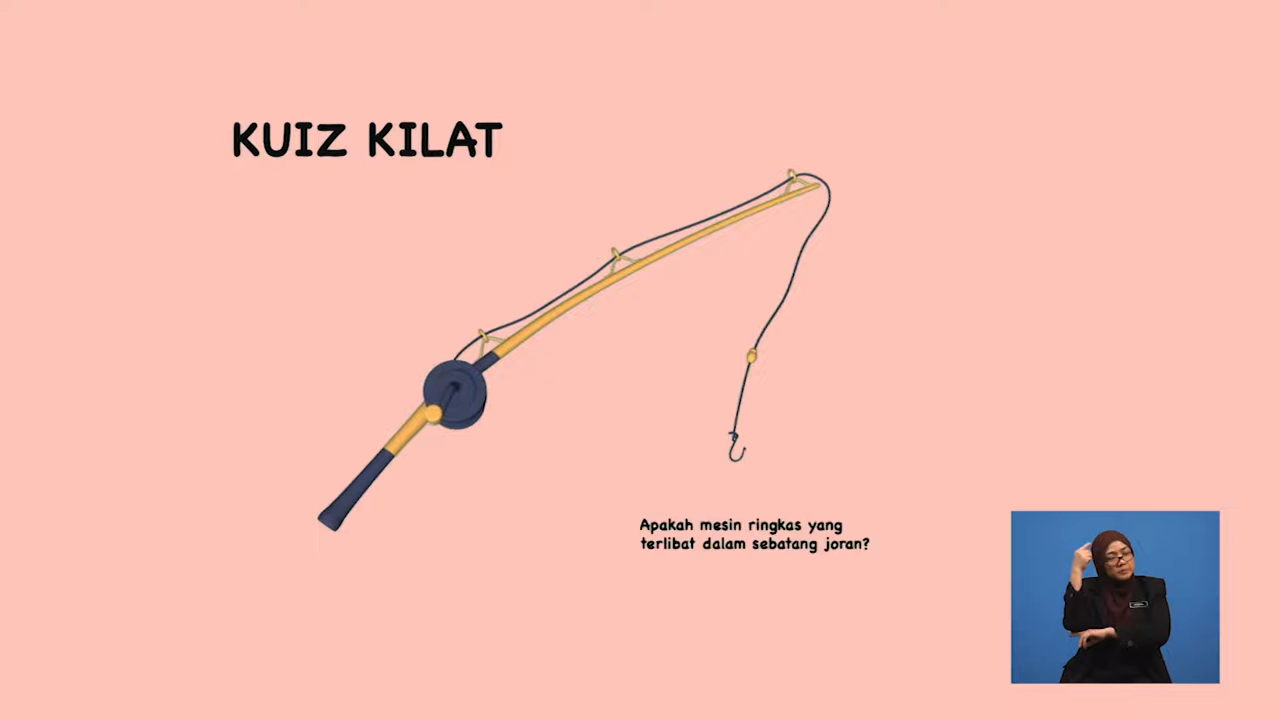 KUIZ KILAT
Apakah mesin ringkas yang
terlibat dalam sebatang joran?